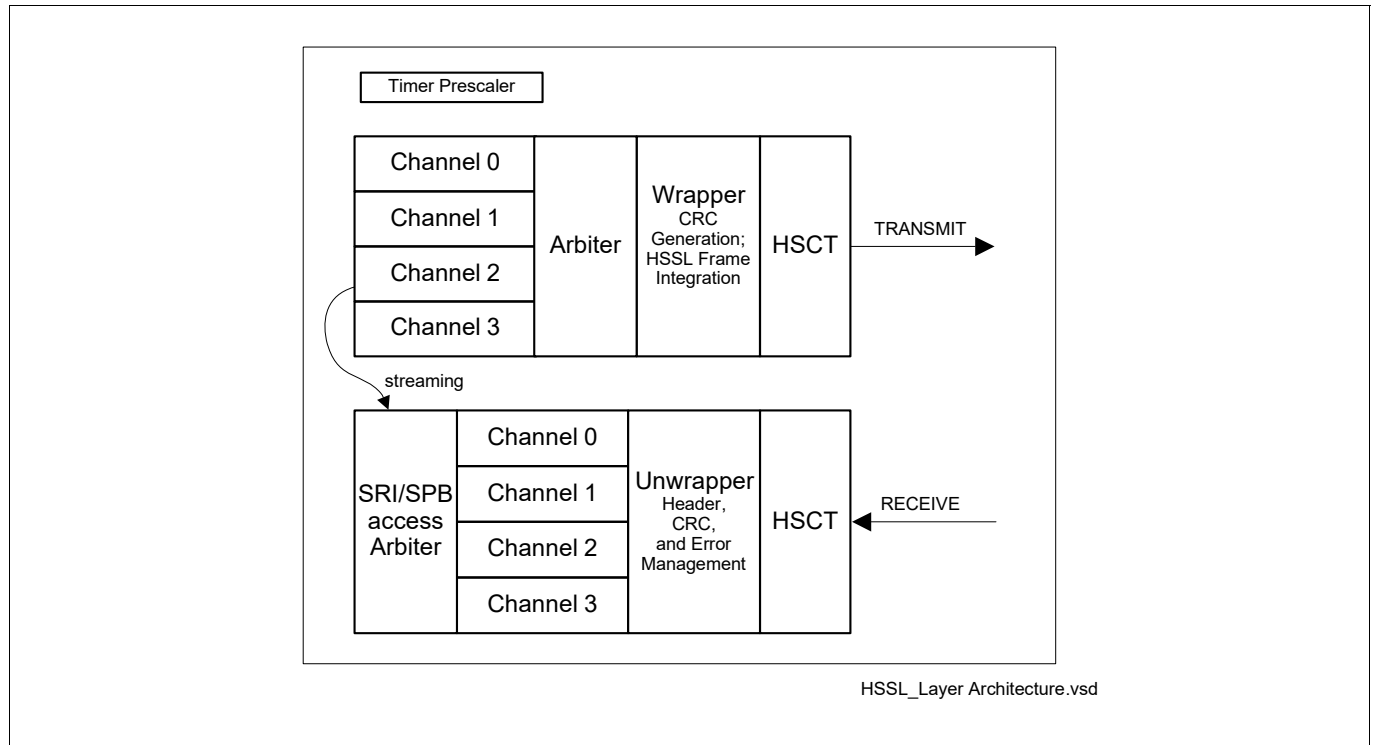 Timer Prescaler
Channel 0
Channel 1
Channel 2
Channel 3
Arbiter
Wrapper
CRC
Generation;
HSSL Frame
Integration
HSCT
TRANSMIT
streaming
SRI/SPB
access
Arbiter
Channel 0
Channel 1
Channel 2
Channel 3
Unwrapper
Header,
CRC,
and Error
Management
HSCT
RECEIVE
HSSL_Layer Architecture.vsd